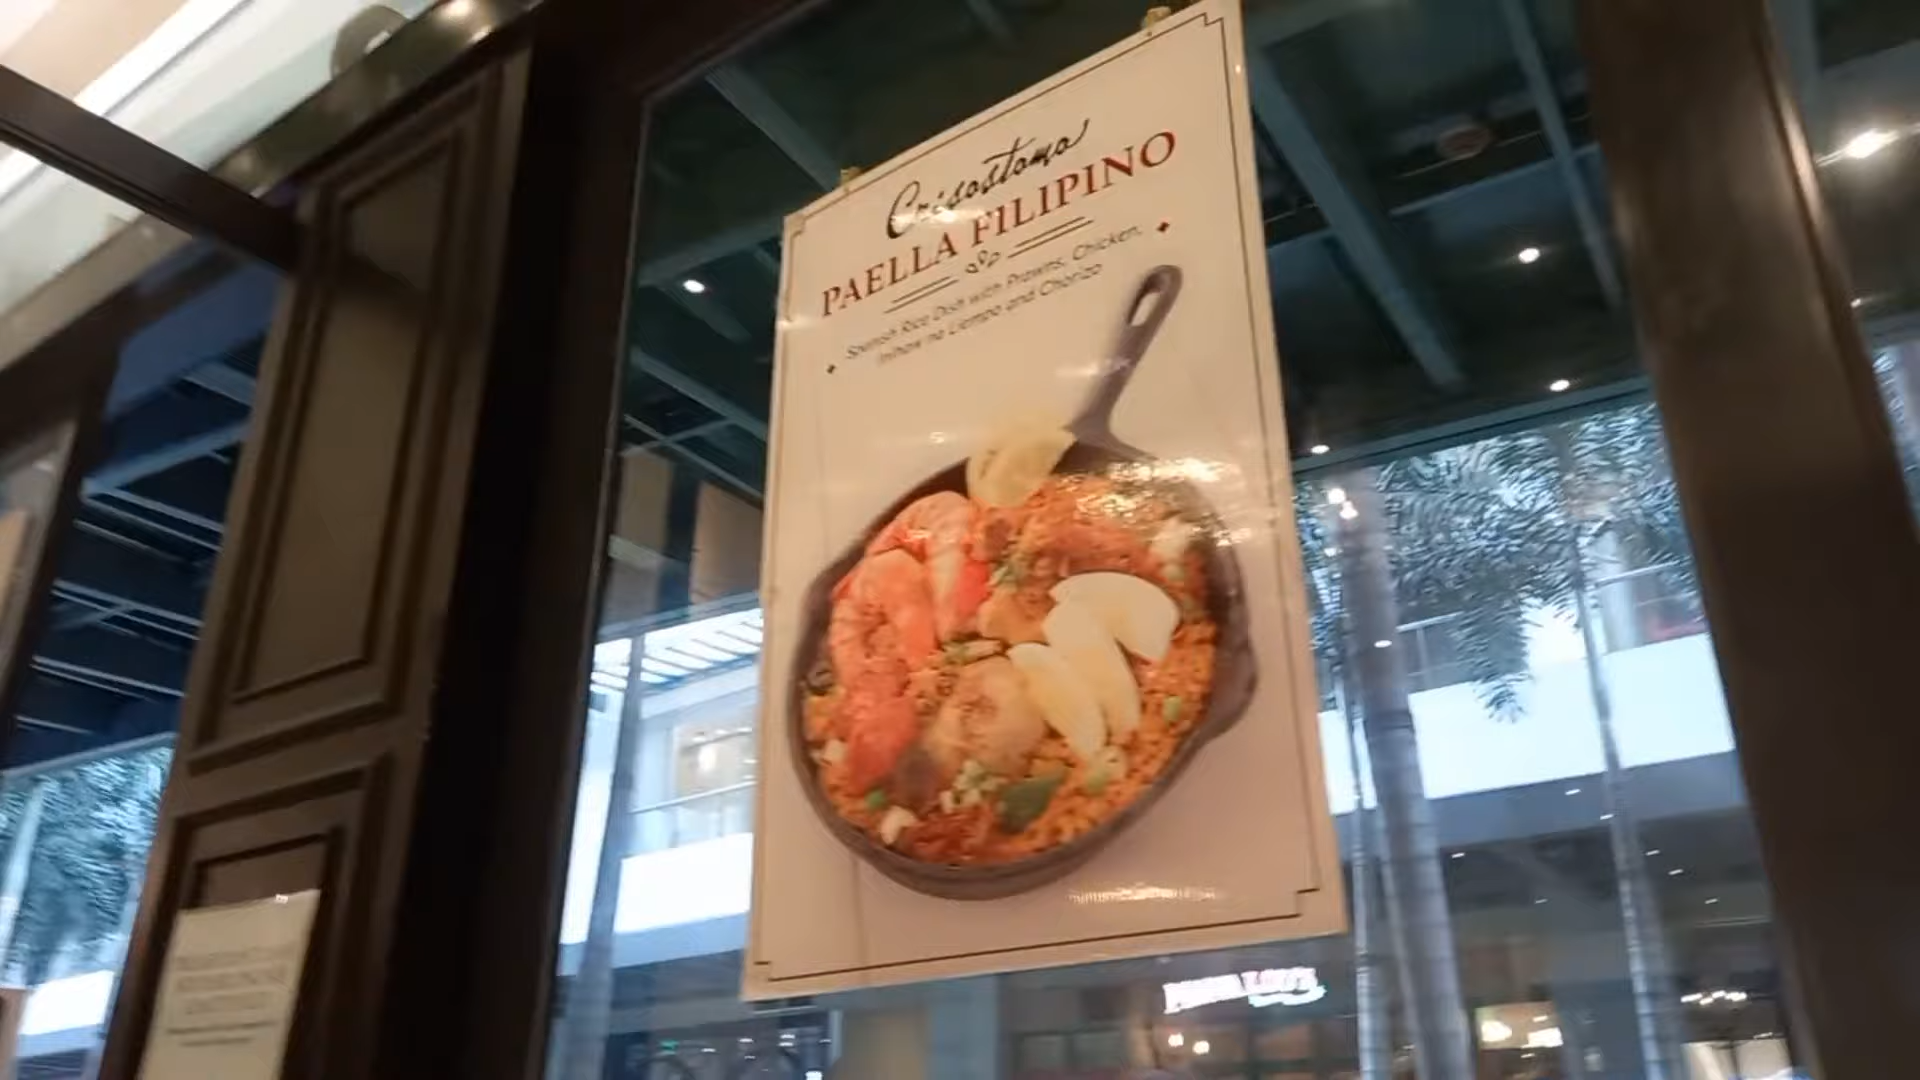 Crisostomo
PAELLA FILIPINO
Spanish Rice Dish with Prawns, Chicken,
Inihaw na Liempo and Chorizo